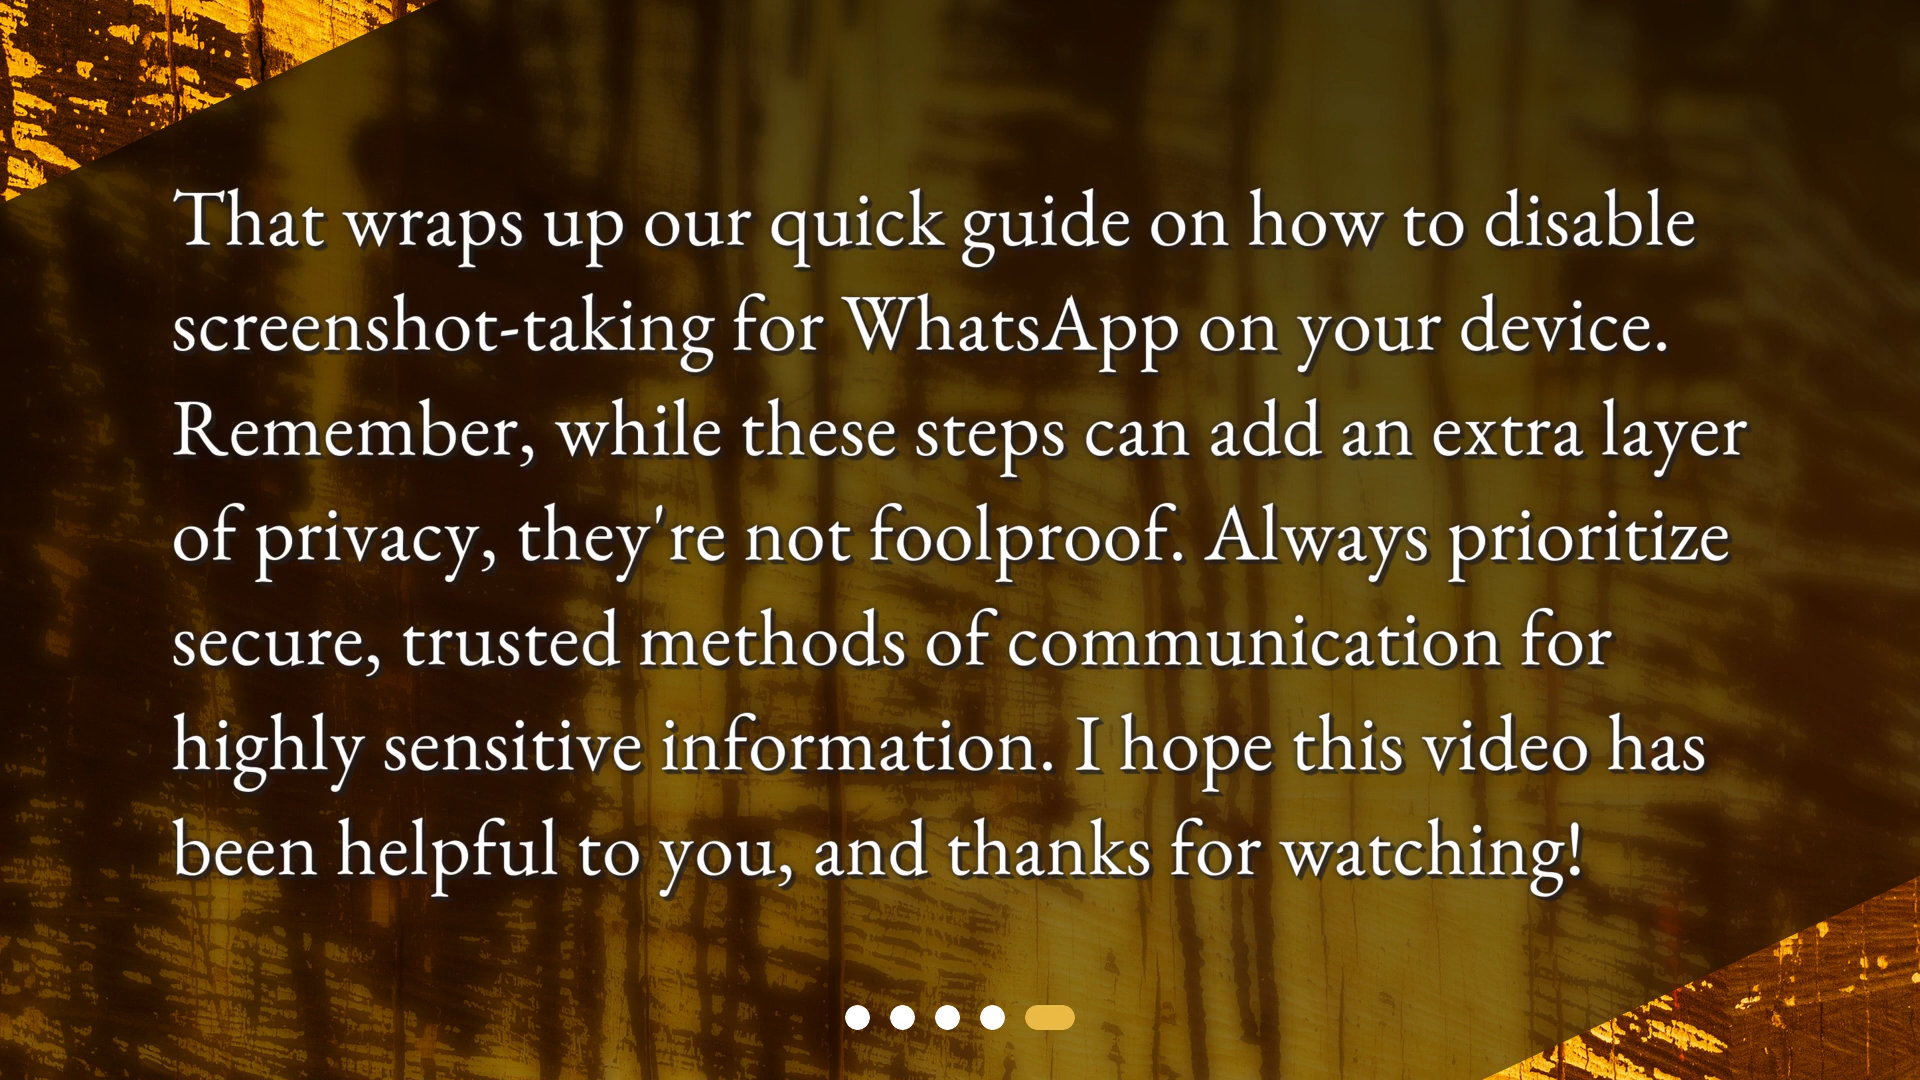 That wraps up our quick guide on how to disable
screenshot-taking for WhatsApp on your device.
Remember, while these steps can add an extra layer
of privacy, they're not foolproof. Always prioritize
secure, trusted methods of communication for
highly sensitive information. I hope this video has
been helpful to you, and thanks for watching!